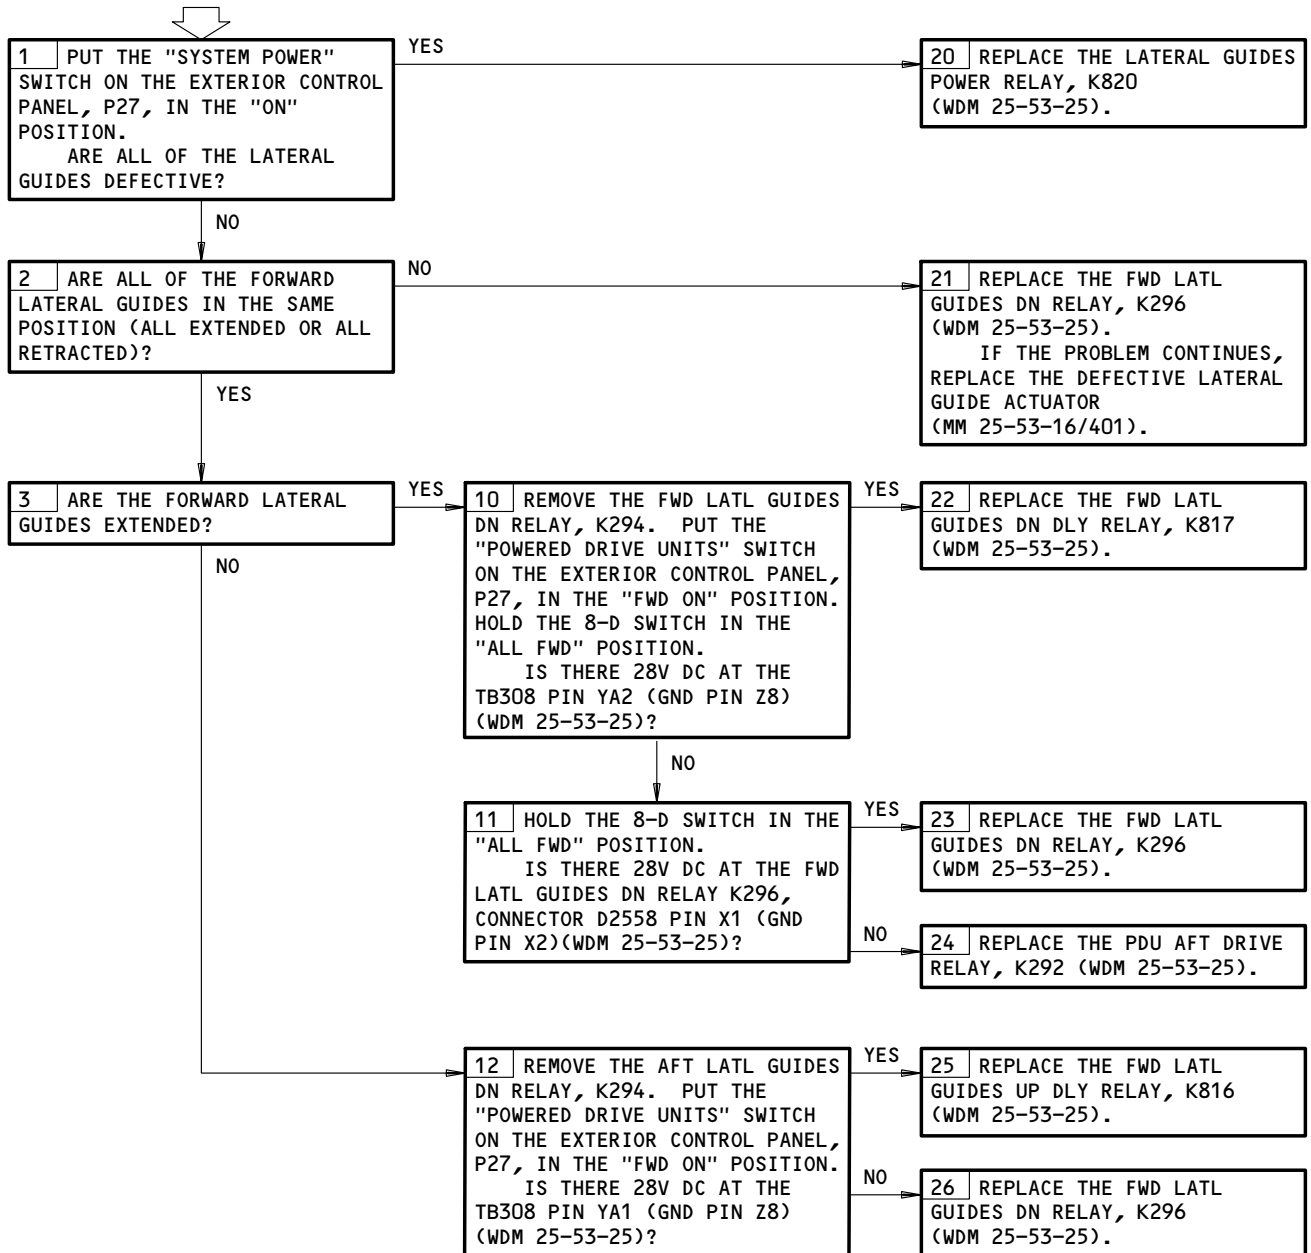 1 PUT THE "SYSTEM POWER"
SWITCH ON THE EXTERIOR CONTROL
PANEL, P27, IN THE "ON"
POSITION.
ARE ALL OF THE LATERAL
GUIDES DEFECTIVE?
YES
20 REPLACE THE LATERAL GUIDES
POWER RELAY, K820
(WDM 25-53-25).
NO
2 ARE ALL OF THE FORWARD
LATERAL GUIDES IN THE SAME
POSITION (ALL EXTENDED OR ALL
RETRACTED)?
NO
21 REPLACE THE FWD LATL
GUIDES DN RELAY, K296
(WDM 25-53-25).
IF THE PROBLEM CONTINUES,
REPLACE THE DEFECTIVE LATERAL
GUIDE ACTUATOR
(MM 25-53-16/401).
YES
3 ARE THE FORWARD LATERAL
GUIDES EXTENDED?
YES
10 REMOVE THE FWD LATL GUIDES
DN RELAY, K294. PUT THE
"POWERED DRIVE UNITS" SWITCH
ON THE EXTERIOR CONTROL PANEL,
P27, IN THE "FWD ON" POSITION.
HOLD THE 8-D SWITCH IN THE
"ALL FWD" POSITION.
IS THERE 28V DC AT THE
TB308 PIN YA2 (GND PIN Z8)
(WDM 25-53-25)?
YES
22 REPLACE THE FWD LATL
GUIDES DN DLY RELAY, K817
(WDM 25-53-25).
NO
NO
11 HOLD THE 8-D SWITCH IN THE
"ALL FWD" POSITION.
IS THERE 28V DC AT THE FWD
LATL GUIDES DN RELAY K296,
CONNECTOR D2558 PIN X1 (GND
PIN X2)(WDM 25-53-25)?
YES
23 REPLACE THE FWD LATL
GUIDES DN RELAY, K296
(WDM 25-53-25).
NO
24 REPLACE THE PDU AFT DRIVE
RELAY, K292 (WDM 25-53-25).
12 REMOVE THE AFT LATL GUIDES
DN RELAY, K294. PUT THE
"POWERED DRIVE UNITS" SWITCH
ON THE EXTERIOR CONTROL PANEL,
P27, IN THE "FWD ON" POSITION.
IS THERE 28V DC AT THE
TB308 PIN YA1 (GND PIN Z8)
(WDM 25-53-25)?
YES
25 REPLACE THE FWD LATL
GUIDES UP DLY RELAY, K816
(WDM 25-53-25).
NO
26 REPLACE THE FWD LATL
GUIDES DN RELAY, K296
(WDM 25-53-25).